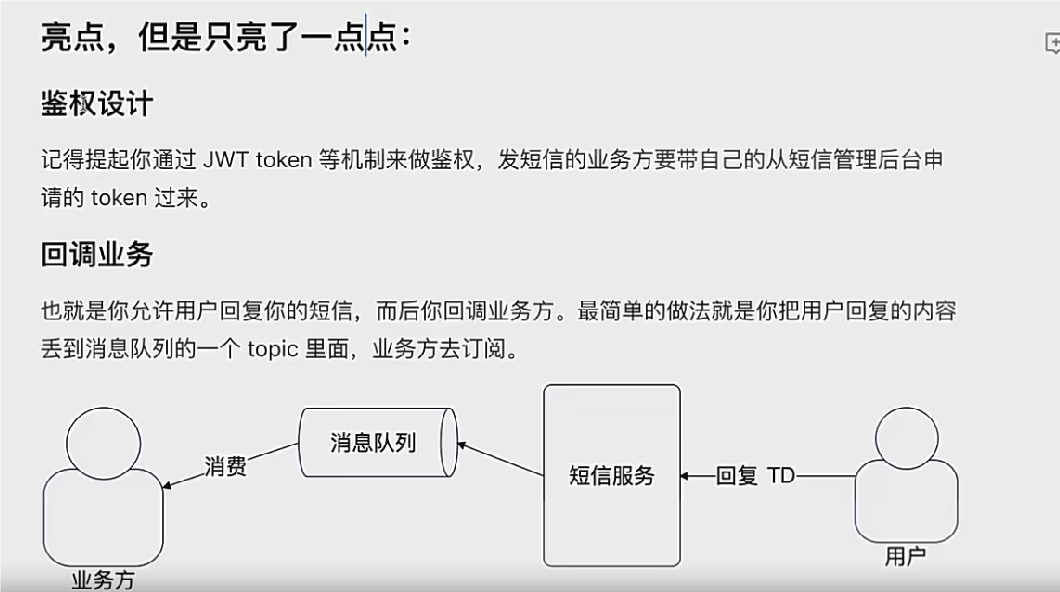 亮点，但是只亮了一点点：
鉴权设计
记得提起你通过 JWT token 等机制来做鉴权，发短信的业务方要带自己的从短信管理后台申
请的 token 过来。
回调业务
也就是你允许用户回复你的短信，而后你回调业务方。最简单的做法就是你把用户回复的内容
丢到消息队列的一个 topic 里面，业务方去订阅。
消息队列
消费
短信服务
回复 TD
用户
业务方